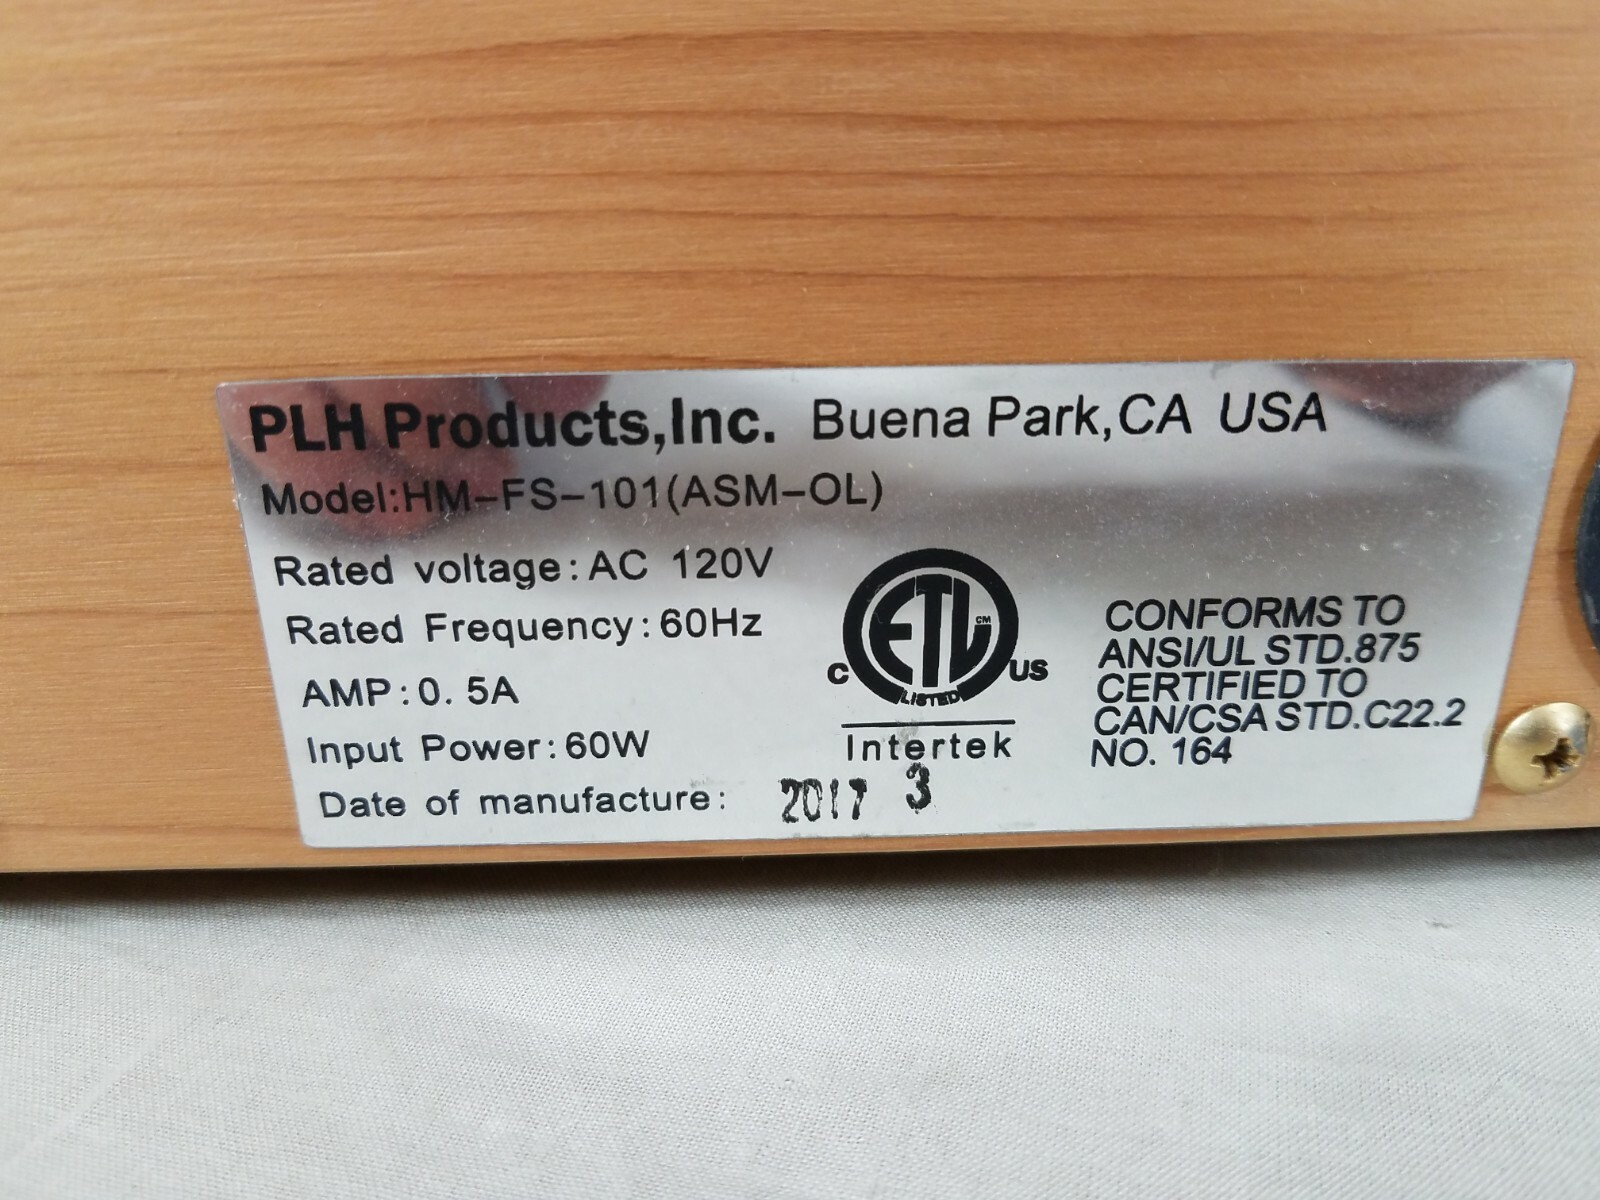 PLH Products,Inc. Buena Park,CA USA
Model:HM-FS-101(ASM-OL)
Rated voltage:AC 120V
Rated Frequency:60Hz
AMP:0.5A
Input Power:60W
Date of manufacture: 2017 3
ETL CM
C US
LISTED
Intertek
CONFORMS TO
ANSI/UL STD.875
CERTIFIED TO
CAN/CSA STD.C22.2
NO. 164